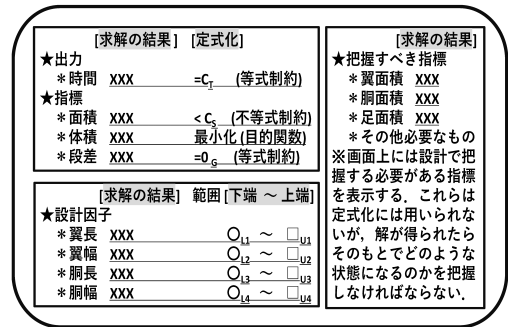 [求解の結果] [定式化]
★出力
＊時間 XXX =CT (等式制約)
★指標
＊面積 XXX < CS (不等式制約)
＊体積 XXX 最小化 (目的関数)
＊段差 XXX =0 G (等式制約)
[求解の結果] 範囲 [下端 ～ 上端]
★設計因子
＊翼長 XXX 〇L1 ～ □U1
＊翼幅 XXX 〇L2 ～ □U2
＊胴長 XXX 〇L3 ～ □U3
＊胴幅 XXX 〇L4 ～ □U4
[求解の結果]
★把握すべき指標
＊翼面積 XXX
＊胴面積 XXX
＊足面積 XXX
＊その他必要なもの
※画面上には設計で把
握する必要がある指標
を表示する．これらは
定式化には用いられな
いが，解が得られたら
そのもとでどのような
状態になるのかを把握
しなければならない．